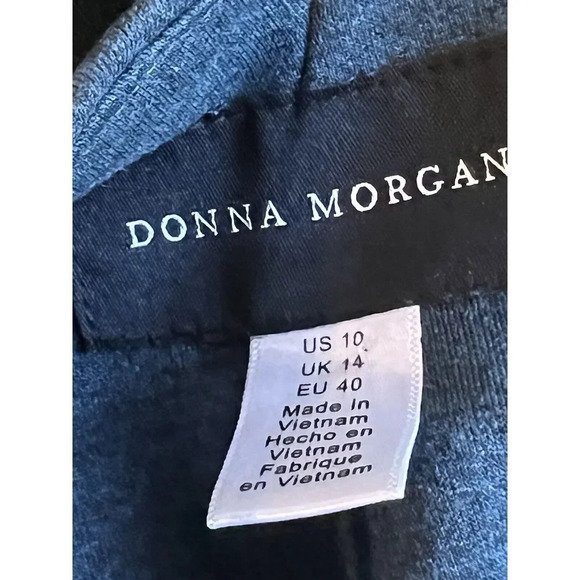 DONNA MORGAN
US 10
UK 14
EU 40
Made in
Vietnam
Hecho en
Vietnam
Fabrique
en Vietnam